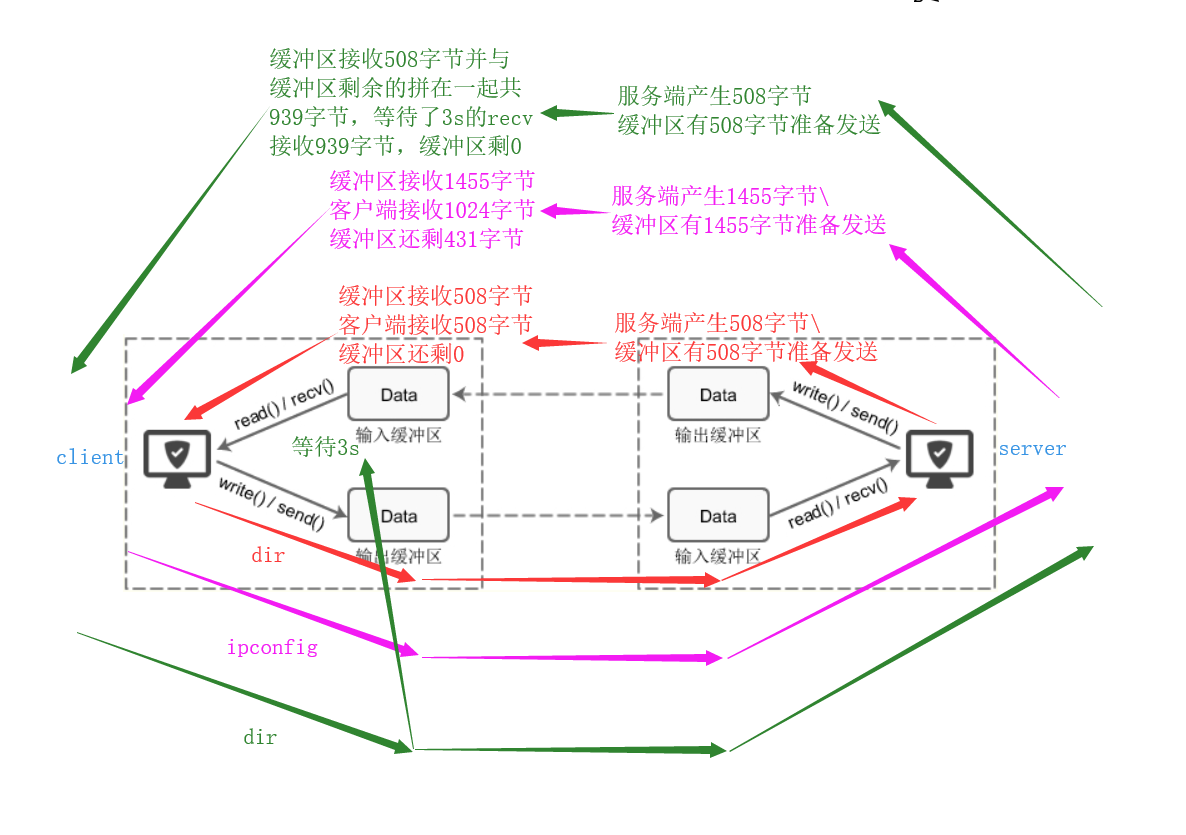 缓冲区接收508字节并与
缓冲区剩余的拼在一起共
939字节，等待了3s的recv
接收939字节，缓冲区剩0
服务端产生508字节
缓冲区有508字节准备发送
缓冲区接收1455字节
客户端接收1024字节
缓冲区还剩431字节
服务端产生1455字节\
缓冲区有1455字节准备发送
缓冲区接收508字节
客户端接收508字节
缓冲区还剩0
服务端产生508字节\
缓冲区有508字节准备发送
read() / recv()
Data
输入缓冲区
Data
输出缓冲区
write() / send()
client
等待3s
server
write() / send()
Data
输出缓冲区
Data
输入缓冲区
read() / recv()
dir
ipconfig
dir